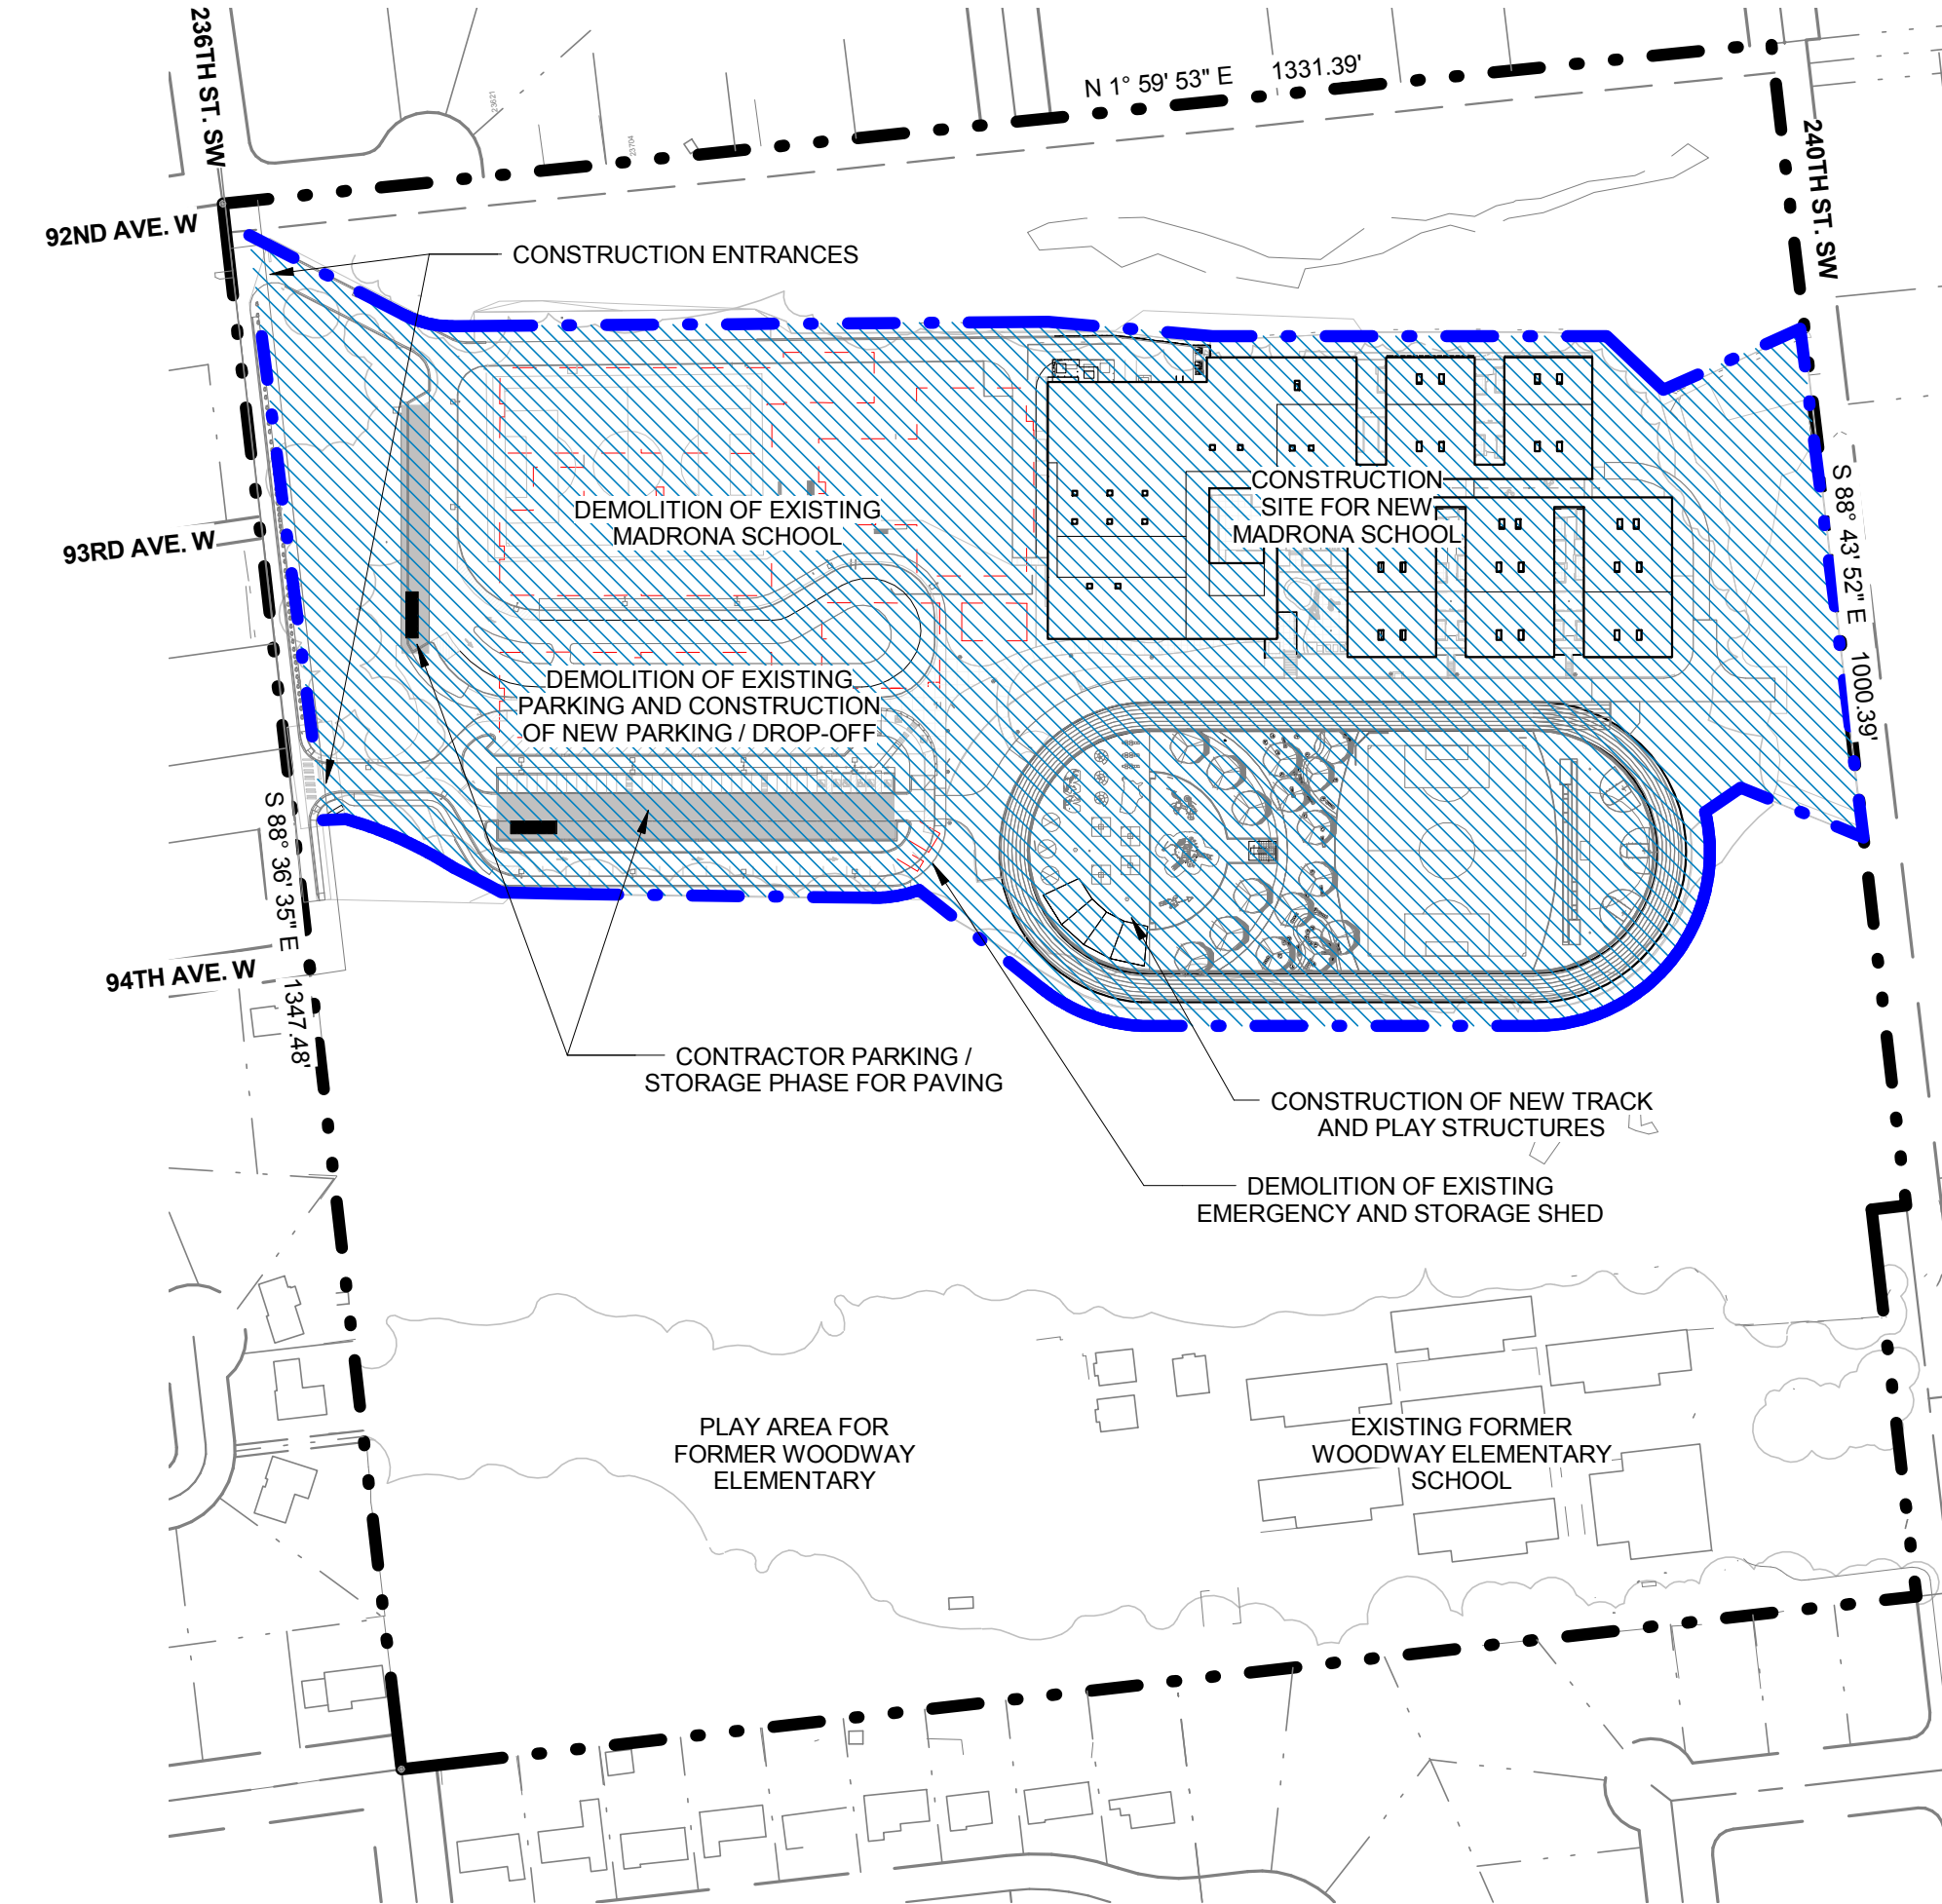 236TH ST. SW
N 1° 59' 53" E 1331.39'
23621
23704
240TH ST. SW
92ND AVE. W
CONSTRUCTION ENTRANCES
93RD AVE. W
DEMOLITION OF EXISTING
MADRONA SCHOOL
CONSTRUCTION
SITE FOR NEW
MADRONA SCHOOL
S 88° 43' 52" E 1000.39'
DEMOLITION OF EXISTING
PARKING AND CONSTRUCTION
OF NEW PARKING / DROP-OFF
S 88° 36' 35" E 1347.48'
94TH AVE. W
CONTRACTOR PARKING /
STORAGE PHASE FOR PAVING
CONSTRUCTION OF NEW TRACK
AND PLAY STRUCTURES
DEMOLITION OF EXISTING
EMERGENCY AND STORAGE SHED
PLAY AREA FOR
FORMER WOODWAY
ELEMENTARY
EXISTING FORMER
WOODWAY ELEMENTARY
SCHOOL